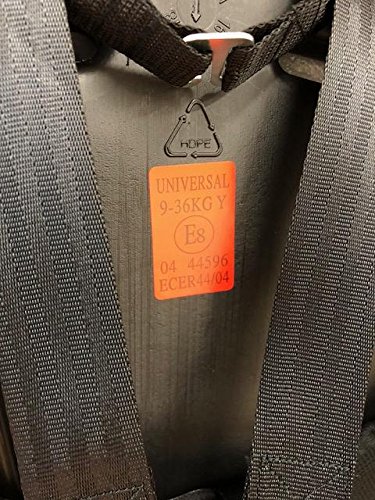 HDPE
UNIVERSAL
9-36KG Y
E8
04 44596
ECER44/04